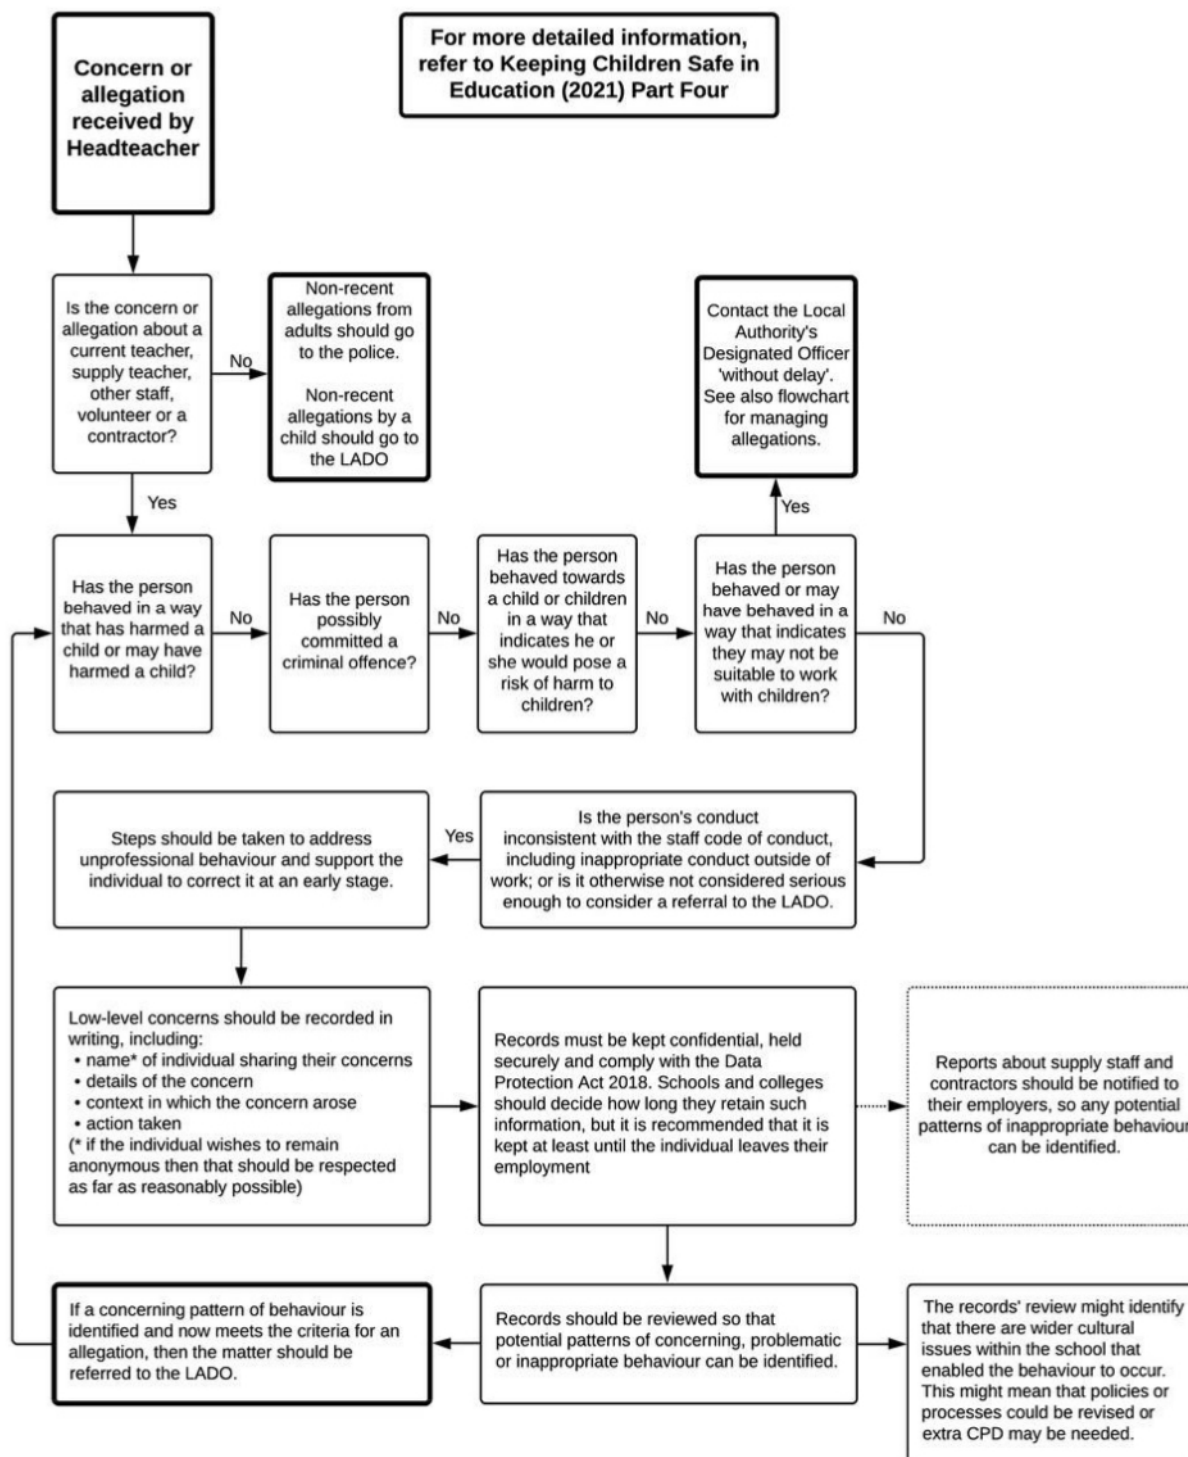 Concern or
allegation
received by
Headteacher
For more detailed information,
refer to Keeping Children Safe in
Education (2021) Part Four
Is the concern or
allegation about a
current teacher,
supply teacher,
other staff,
volunteer or a
contractor?
No
Non-recent
allegations from
adults should go
to the police.
Non-recent
allegations by a
child should go to
the LADO
Contact the Local
Authority's
Designated Officer
'without delay'.
See also flowchart
for managing
allegations.
Yes
Yes
Has the person
behaved in a way
that has harmed a
child or may have
harmed a child?
No
Has the person
possibly
committed a
criminal offence?
No
Has the person
behaved towards
a child or children
in a way that
indicates he or
she would pose a
risk of harm to
children?
No
Has the person
behaved or may
have behaved in a
way that indicates
they may not be
suitable to work
with children?
No
Steps should be taken to address
unprofessional behaviour and support the
individual to correct it at an early stage.
Yes
Is the person's conduct
inconsistent with the staff code of conduct,
including inappropriate conduct outside of
work; or is it otherwise not considered serious
enough to consider a referral to the LADO.
Low-level concerns should be recorded in
writing, including:
• name* of individual sharing their concerns
• details of the concern
• context in which the concern arose
• action taken
(* if the individual wishes to remain
anonymous then that should be respected
as far as reasonably possible)
Records must be kept confidential, held
securely and comply with the Data
Protection Act 2018. Schools and colleges
should decide how long they retain such
information, but it is recommended that it is
kept at least until the individual leaves their
employment
Reports about supply staff and
contractors should be notified to
their employers, so any potential
patterns of inappropriate behaviour
can be identified.
If a concerning pattern of behaviour is
identified and now meets the criteria for an
allegation, then the matter should be
referred to the LADO.
Records should be reviewed so that
potential patterns of concerning, problematic
or inappropriate behaviour can be identified.
The records' review might identify
that there are wider cultural
issues within the school that
enabled the behaviour to occur.
This might mean that policies or
processes could be revised or
extra CPD may be needed.